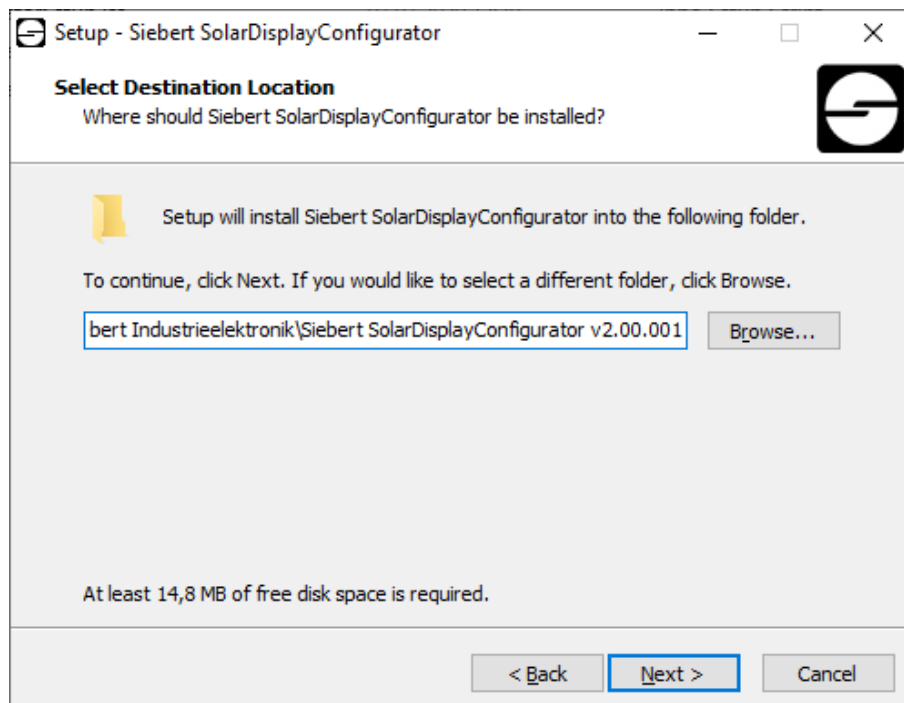 Setup - Siebert SolarDisplayConfigurator
Select Destination Location
Where should Siebert SolarDisplayConfigurator be installed?
Setup will install Siebert SolarDisplayConfigurator into the following folder.
To continue, click Next. If you would like to select a different folder, click Browse.
bert Industrieelektronik\Siebert SolarDisplayConfigurator v2.00.001
Browse...
At least 14,8 MB of free disk space is required.
< Back
Next >
Cancel